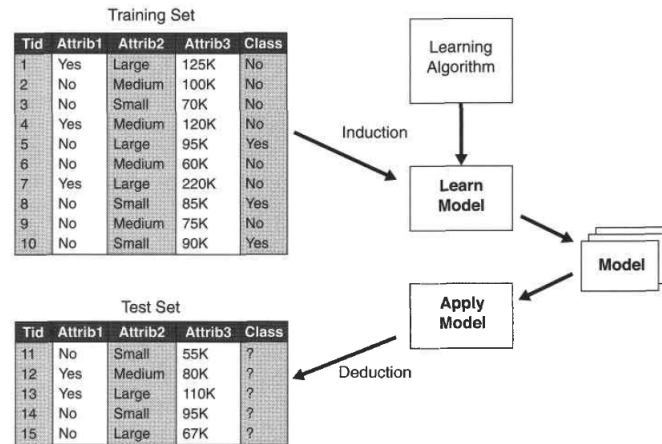 Training Set
Tid Attrib1 Attrib2 Attrib3 Class
1 Yes Large 125K No
2 No Medium 100K No
3 No Small 70K No
4 Yes Medium 120K No
5 No Large 95K Yes
6 No Medium 60K No
7 Yes Large 220K No
8 No Small 85K Yes
9 No Medium 75K No
10 No Small 90K Yes
Learning
Algorithm
Induction
Learn
Model
Model
Apply
Model
Deduction
Test Set
Tid Attrib1 Attrib2 Attrib3 Class
11 No Small 55K ?
12 Yes Medium 80K ?
13 Yes Large 110K ?
14 No Small 95K ?
15 No Large 67K ?